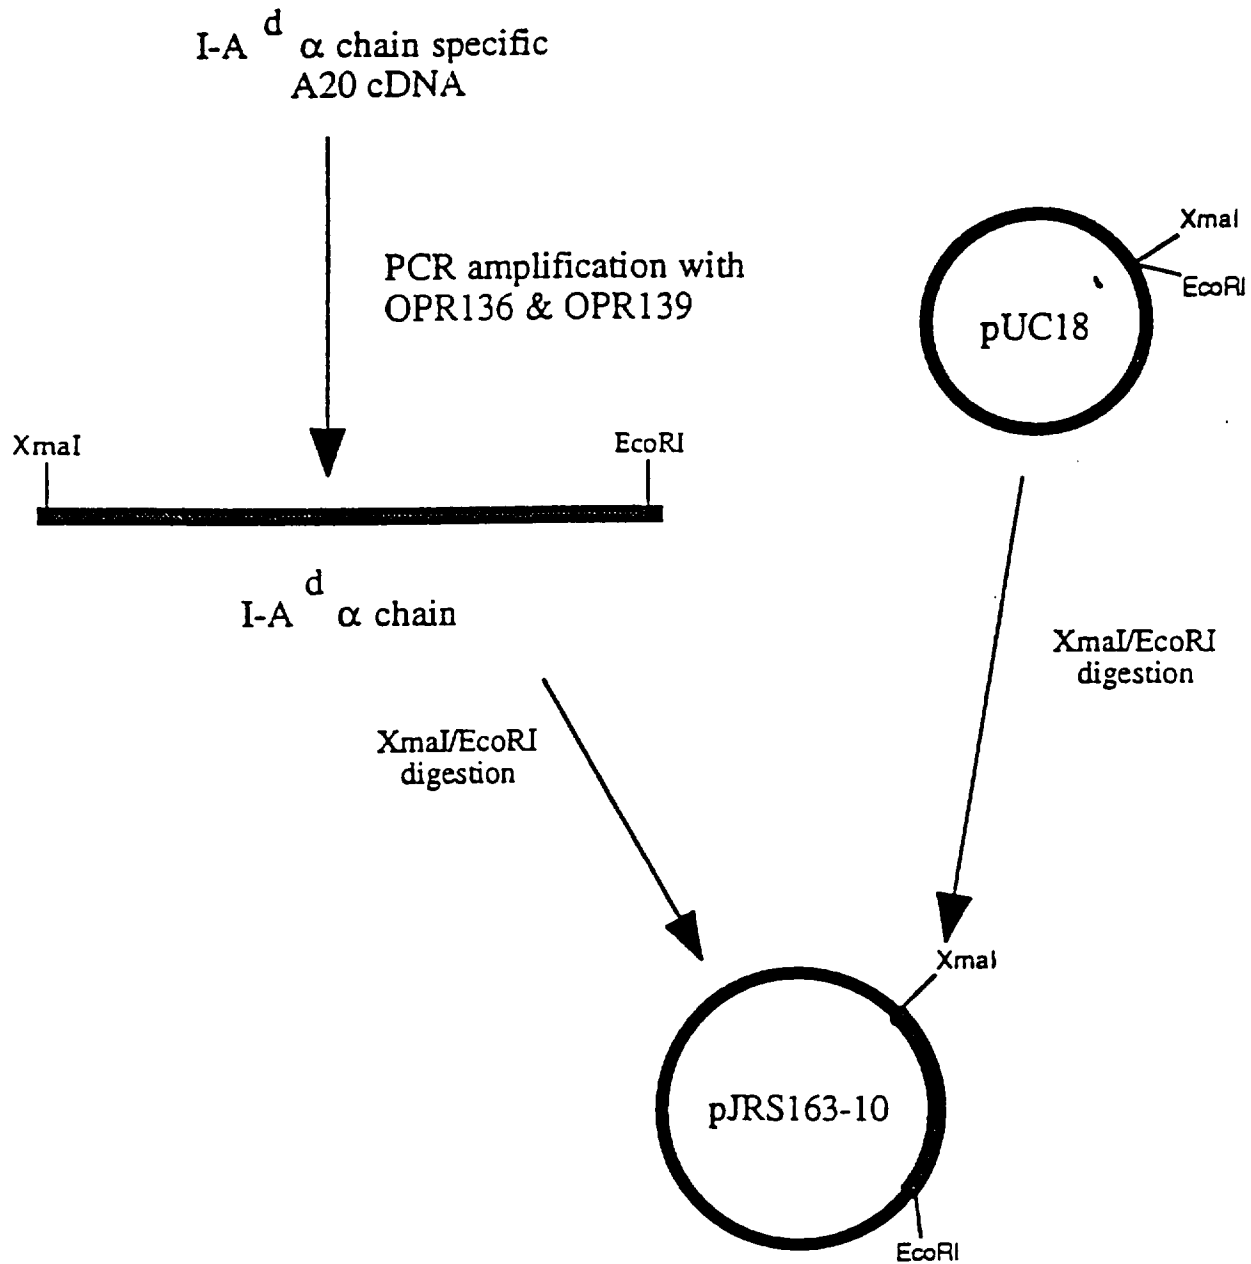 I-A d α chain specific
A20 cDNA
PCR amplification with
OPR136 & OPR139
XmaI
EcoRI
pUC18
XmaI
EcoRI
I-A d α chain
XmaI/EcoRI
digestion
XmaI/EcoRI
digestion
XmaI
pJRS163-10
EcoRI